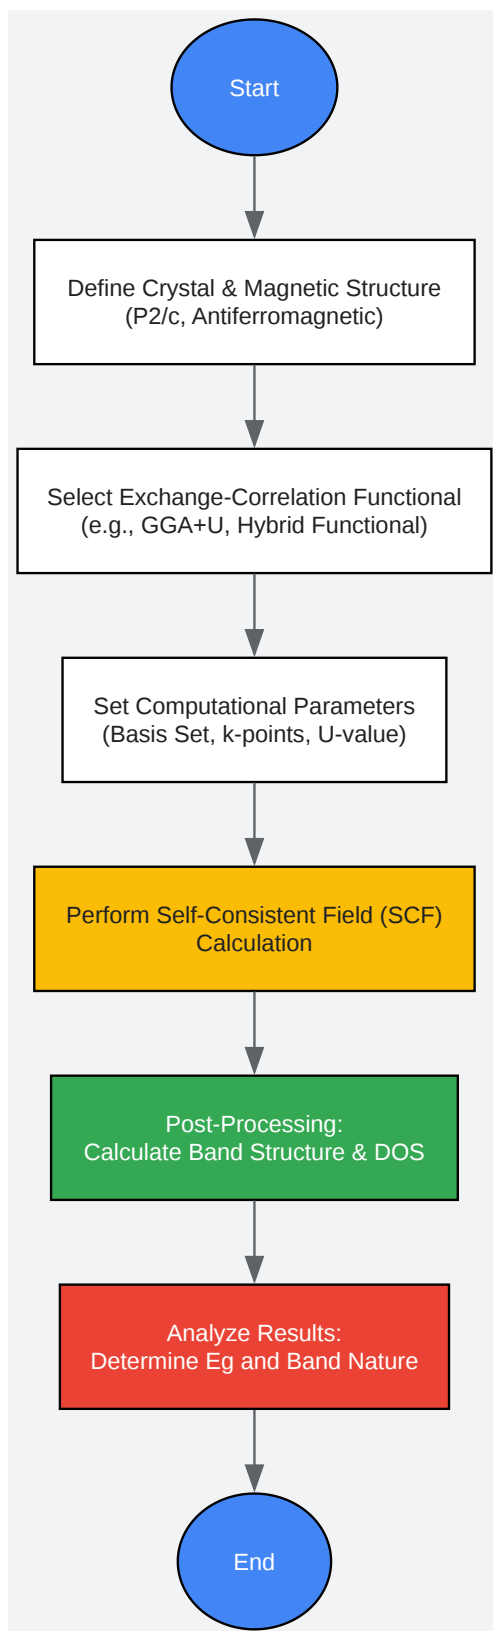 Start
Define Crystal & Magnetic Structure
(P2/c, Antiferromagnetic)
Select Exchange-Correlation Functional
(e.g., GGA+U, Hybrid Functional)
Set Computational Parameters
(Basis Set, k-points, U-value)
Perform Self-Consistent Field (SCF)
Calculation
Post-Processing:
Calculate Band Structure & DOS
Analyze Results:
Determine Eg and Band Nature
End